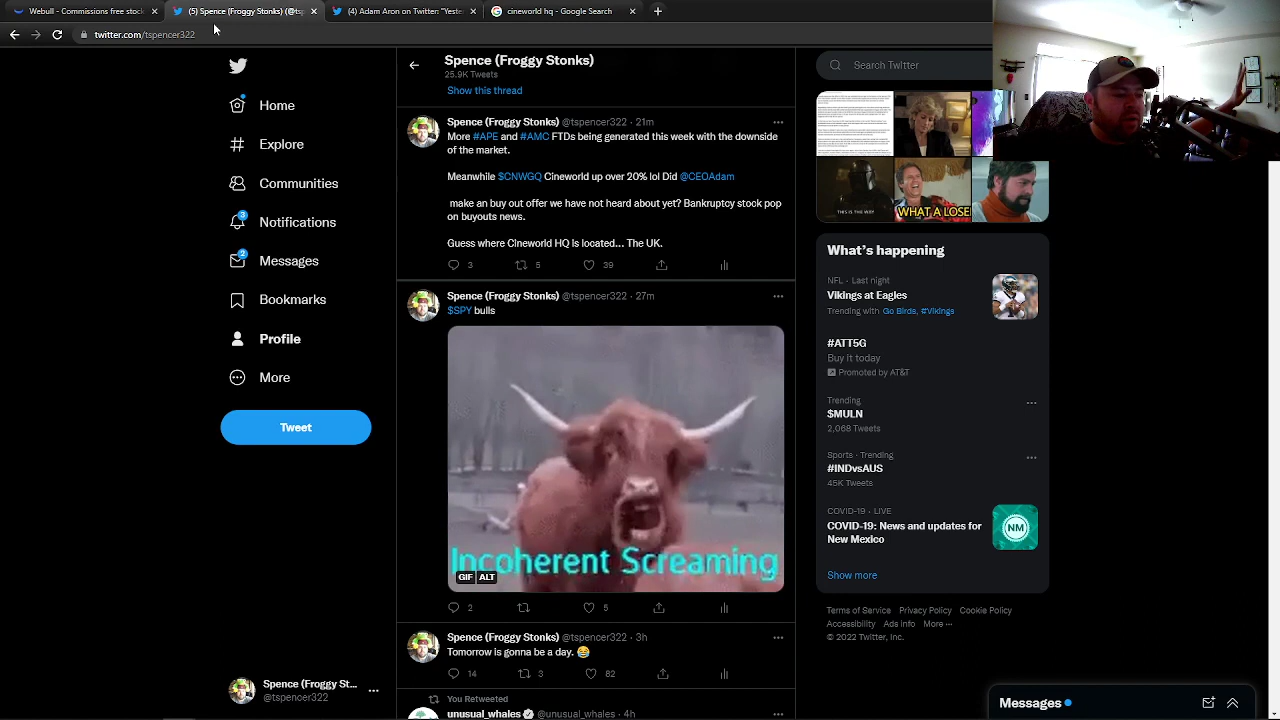 Webull - Commissions free stock
(5) Spence (Froggy Stonks) (@ts
(4) Adam Aron on Twitter "Yeste
cineworld hq - Google Search
twitter.com/tspencer322
Home
Explore
Communities
3
Notifications
2
Messages
Bookmarks
Profile
More
Tweet
Spence (Froggy St...
@tspencer322
Spence (Froggy Stonks)
25.9K Tweets
Show this thread
Spence (Froggy Stonks) @tspencer322 · 21m
More #APE and #AMC FTDs being generated this week with the downside
market.
Meanwhile $CNWGQ Cineworld up over 20% lol Did @CEOAdam
make an buy out offer we have not heard about yet? Bankruptcy stock pop
on buyouts news.
Guess where Cineworld HQ is located... The UK.
3 5 39
Spence (Froggy Stonks) @tspencer322 · 27m
$SPY bulls
Incoherent Screaming
GIF ALT
2 5
Spence (Froggy Stonks) @tspencer322 · 3h
Tomorrow is gonna be a day. 😂
14 3 82
You Retweeted
unusual_whales @unusual_whales · 4h
Search Twitter
THIS IS THE WAY
WHAT A LOSE
What's happening
NFL · Last night
Vikings at Eagles
Trending with Go Birds, #Vikings
#ATT5G
Buy it today
Promoted by AT&T
Trending
$MULN
2,068 Tweets
Sports · Trending
#INDvsAUS
45K Tweets
COVID-19 · LIVE
COVID-19: News and updates for
New Mexico
NM
Show more
Terms of Service Privacy Policy Cookie Policy
Accessibility Ads Info More ···
© 2022 Twitter, Inc.
Messages